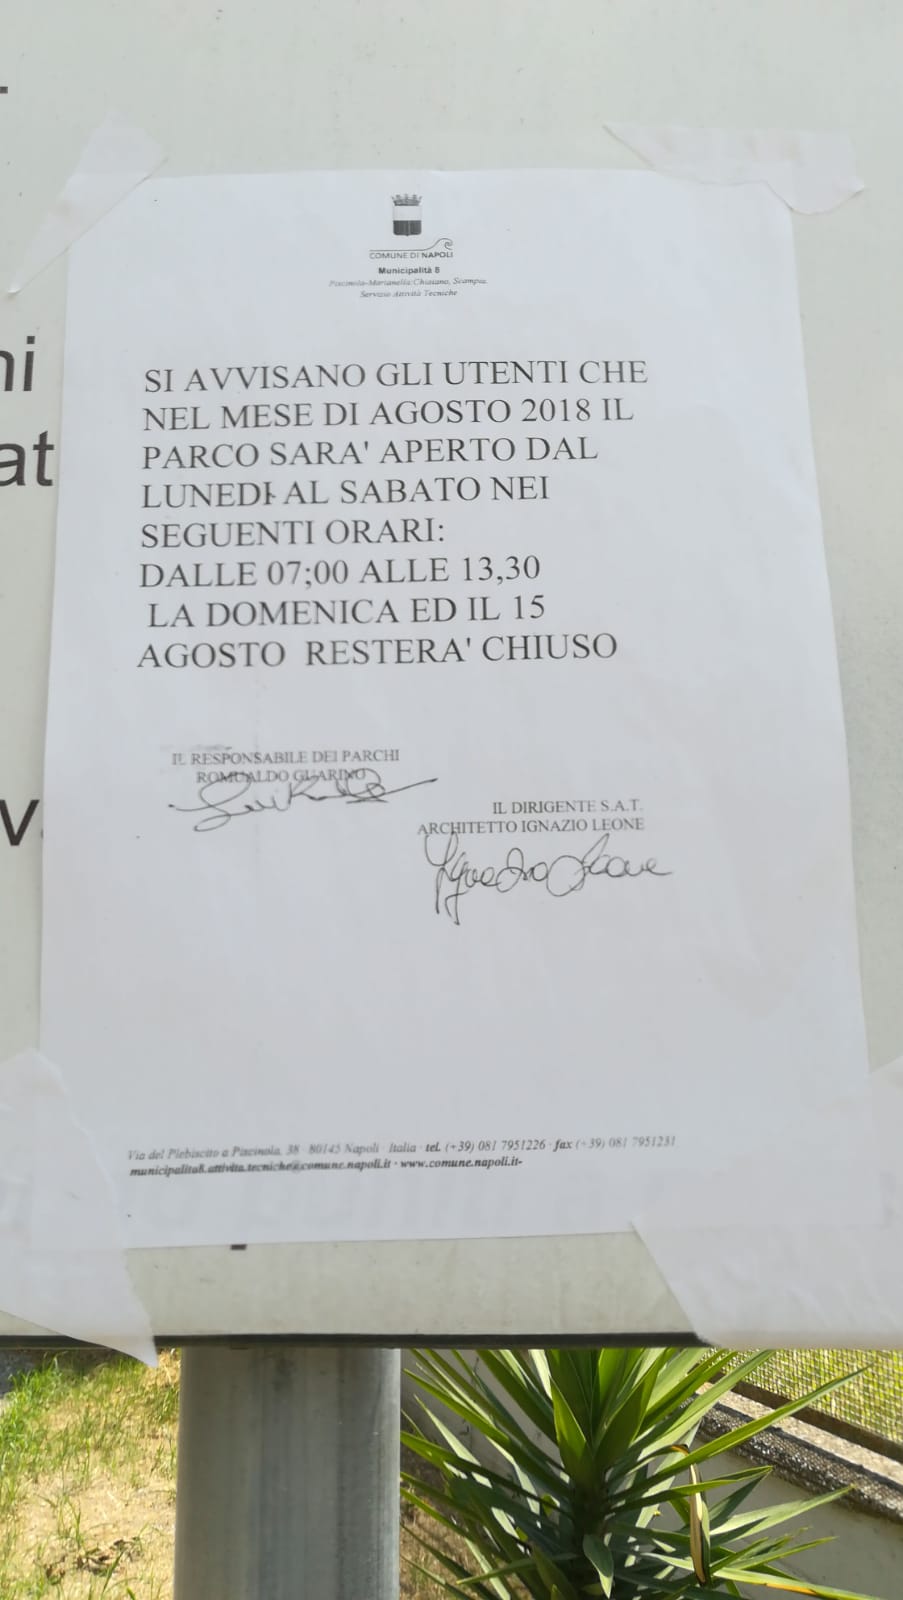 COMUNE DI NAPOLI
Municipalità 8
Piscinola-Marianella;Chiaiano, Scampia.
Servizio Attività Tecniche
ni
at
SI AVVISANO GLI UTENTI CHE
NEL MESE DI AGOSTO 2018 IL
PARCO SARA' APERTO DAL
LUNEDI- AL SABATO NEI
SEGUENTI ORARI:
DALLE 07;00 ALLE 13,30
LA DOMENICA ED IL 15
AGOSTO RESTERA' CHIUSO
IL RESPONSABILE DEI PARCHI
ROMUALDO GUARINO
v
IL DIRIGENTE S.A.T.
ARCHITETTO IGNAZIO LEONE
Ignazio Leone
Via del Plebiscito a Piscinola, 38 · 80145 Napoli · Italia · tel. (+39) 081 7951226 · fax (+39) 081 7951231
municipalita8.attivita.tecniche@comune.napoli.it · www.comune.napoli.it-